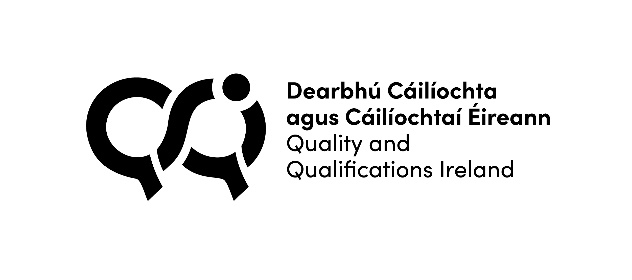 Dearbhú Cáilíochta
agus Cáilíochtaí Éireann
Quality and
Qualifications Ireland